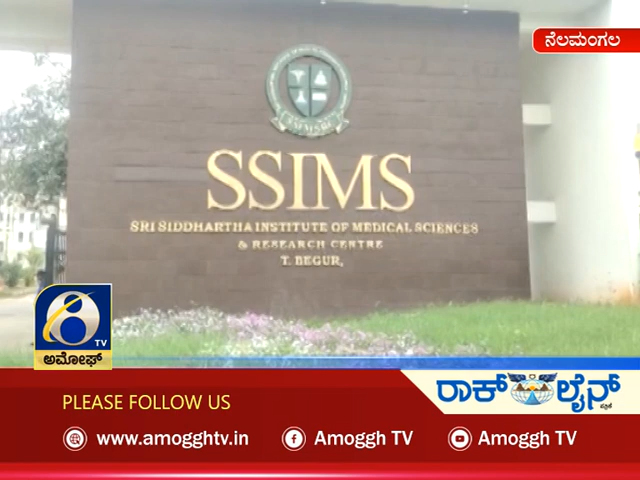 ನೆಲಮಂಗಲ
SSIMS
SRI SIDDHARTHA INSTITUTE OF MEDICAL SCIENCES
& RESEARCH CENTRE
T. BEGUR,
TV
ಅಮೋಘ್
PLEASE FOLLOW US
ರಾಕ್ ಲೈನ್
www.amogghtv.in
Amoggh TV
Amoggh TV